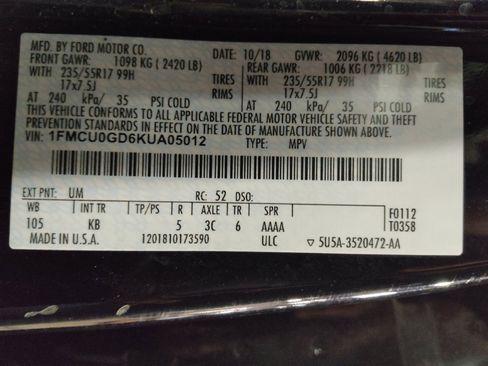 MFD. BY FORD MOTOR CO. 10/18 GVWR: 2096 KG (4620 LB)
FRONT GAWR: 1098 KG (2420 LB) REAR GAWR: 1006 KG (2218 LB)
WITH 235/55R17 99H TIRES WITH 235/55R17 99H TIRES
17x7.5J RIMS 17x7.5J
AT 240 kPa/ 35 PSI COLD AT 240 kPa/ 35 PSI COLD
THIS VEHICLE CONFORMS TO ALL APPLICABLE FEDERAL MOTOR VEHICLE SAFETY AND BUMPER
STANDARDS IN EFFECT ON THE DATE OF MANUFACTURE SHOWN ABOVE.
VIN: 1FMCU0GD6KUA05012 TYPE: MPV
EXT PNT: UM RC: 52 DSO:
WB INT TR TP/PS R AXLE TR SPR F0112
105 KB 5 3C 6 AAAA T0358
MADE IN U.S.A. 1201810173590 ULC ▽ 5U5A-3520472-AA